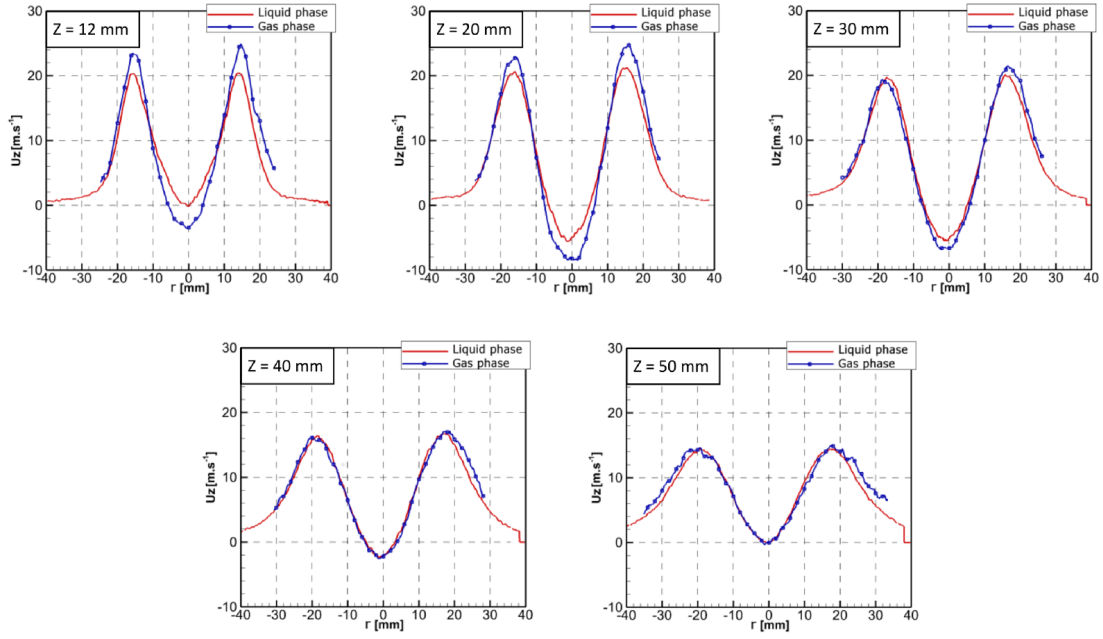 Z = 12 mm
Liquid phase
Gas phase
Uz[m.s⁻¹]
30
20
10
0
-10
-40 -30 -20 -10 0 10 20 30 40
r [mm]
Z = 20 mm
Liquid phase
Gas phase
Uz[m.s⁻¹]
30
20
10
0
-10
-40 -30 -20 -10 0 10 20 30 40
r [mm]
Z = 30 mm
Liquid phase
Gas phase
Uz[m.s⁻¹]
30
20
10
0
-10
-40 -30 -20 -10 0 10 20 30 40
r [mm]
Z = 40 mm
Liquid phase
Gas phase
Uz[m.s⁻¹]
30
20
10
0
-10
-40 -30 -20 -10 0 10 20 30 40
r [mm]
Z = 50 mm
Liquid phase
Gas phase
Uz[m.s⁻¹]
30
20
10
0
-10
-40 -30 -20 -10 0 10 20 30 40
r [mm]